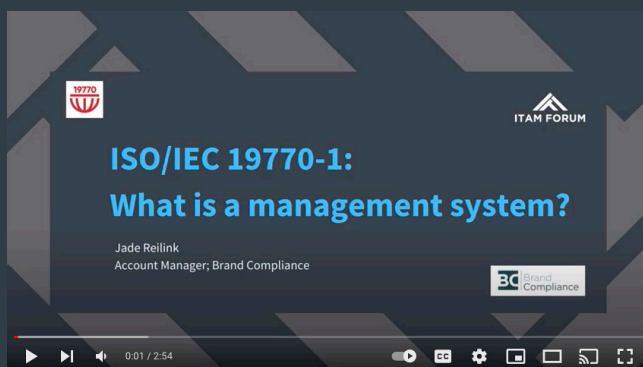 19770
ITAM FORUM
ISO/IEC 19770-1:
What is a management system?
Jade Reilink
Account Manager; Brand Compliance
BC Brand
Compliance
0:01 / 2:54
CC